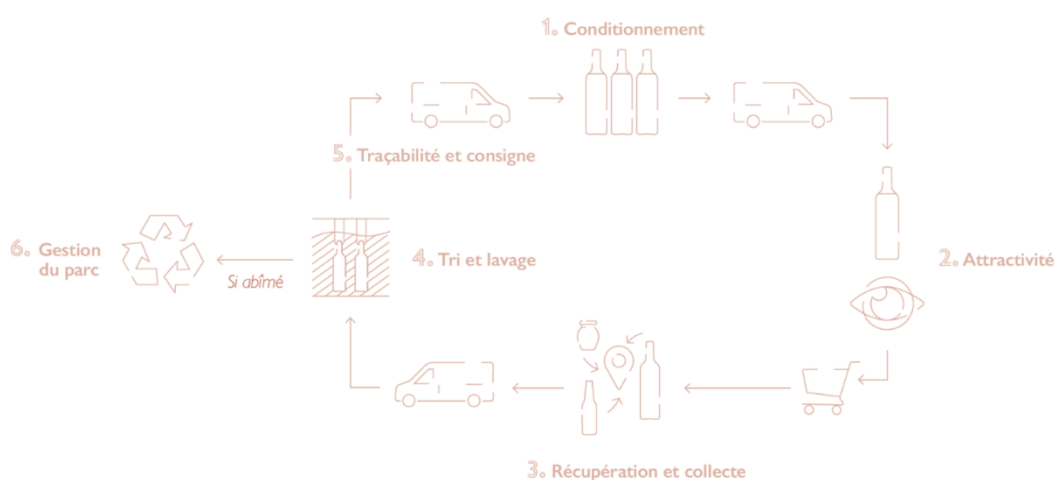 1. Conditionnement
2. Attractivité
3. Récupération et collecte
4. Tri et lavage
5. Traçabilité et consigne
6. Gestion
du parc
Si abîmé